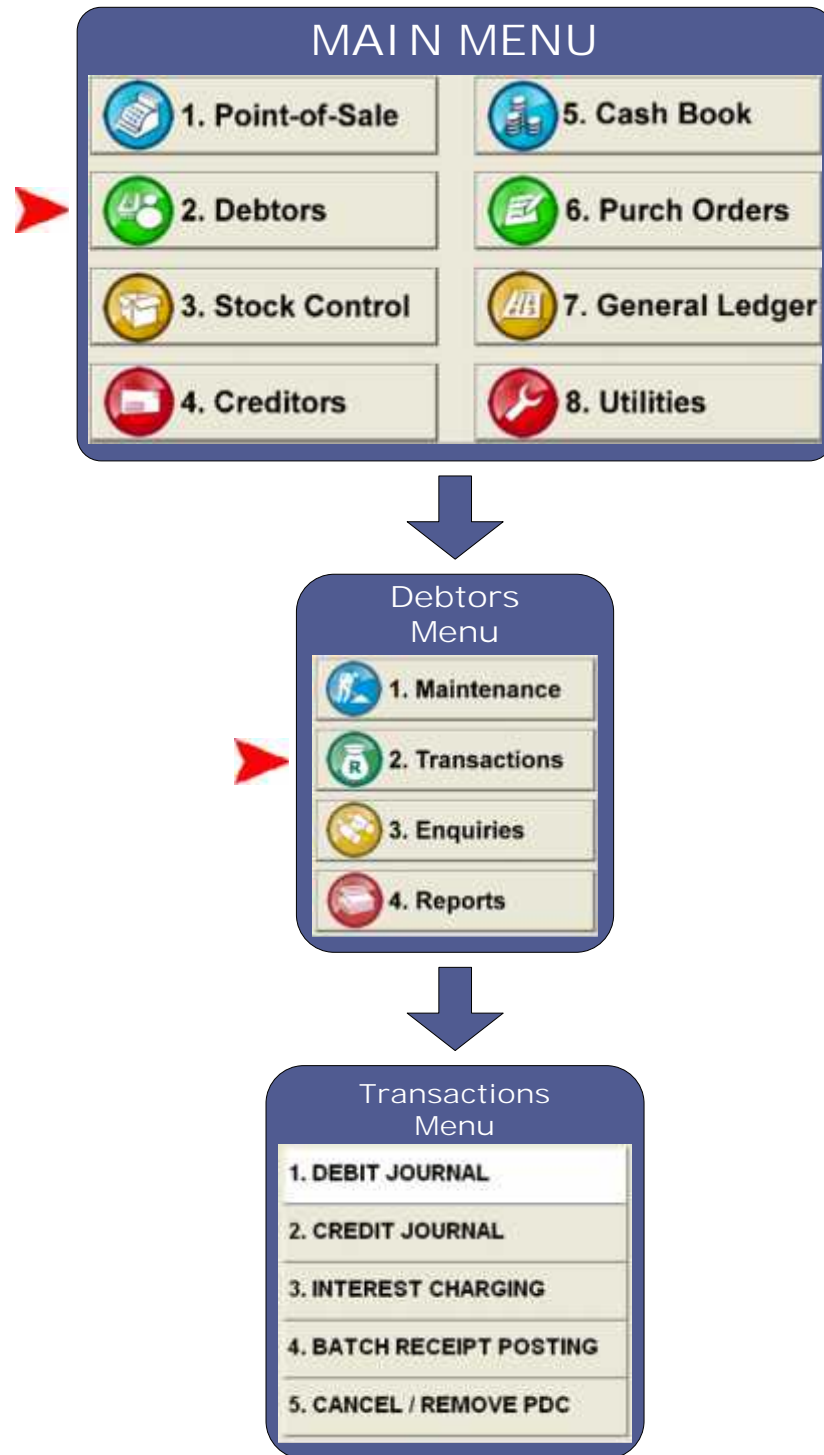 MAIN MENU
1. Point-of-Sale
2. Debtors
3. Stock Control
4. Creditors
5. Cash Book
6. Purch Orders
7. General Ledger
8. Utilities
Debtors
Menu
1. Maintenance
R
2. Transactions
3. Enquiries
4. Reports
Transactions
Menu
1. DEBIT JOURNAL
2. CREDIT JOURNAL
3. INTEREST CHARGING
4. BATCH RECEIPT POSTING
5. CANCEL / REMOVE PDC